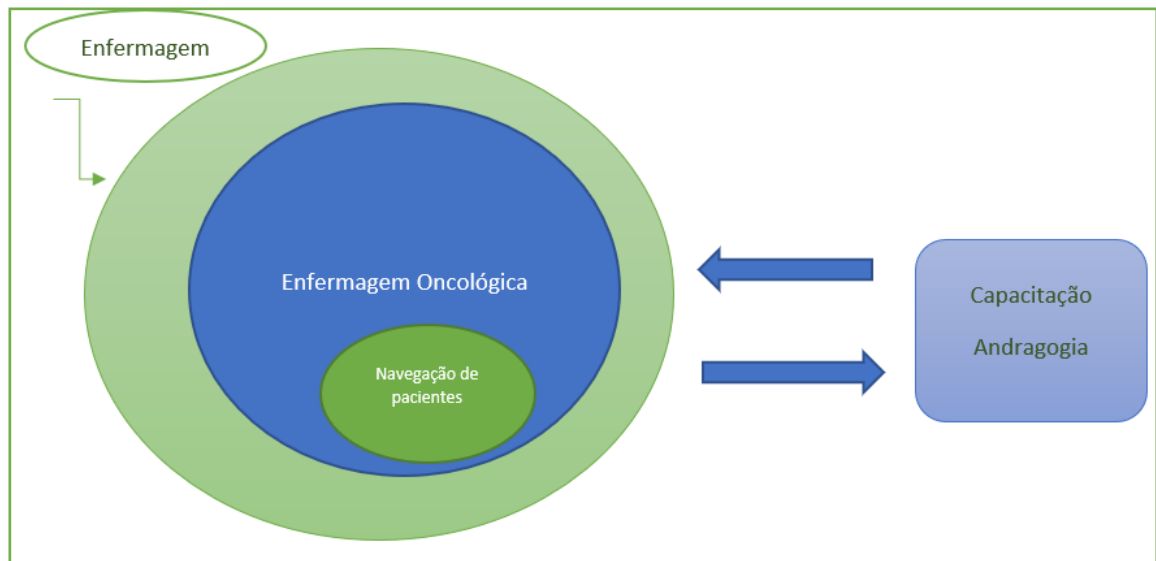 Enfermagem
Enfermagem Oncológica
Navegação de
pacientes
Capacitação
Andragogia